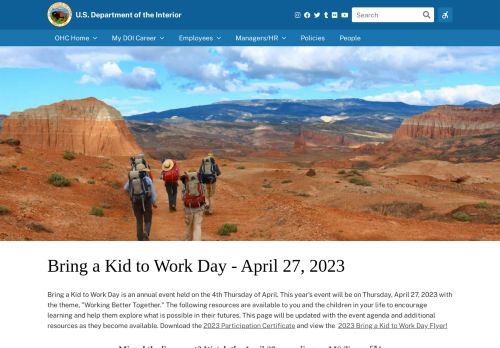 U.S. Department of the Interior
Search
OHC Home
My DOI Career
Employees
Managers/HR
Policies
People
Bring a Kid to Work Day - April 27, 2023
Bring a Kid to Work Day is an annual event held on the 4th Thursday of April. This year's event will be on Thursday, April 27, 2023 with
the theme, "Working Better Together." The following resources are available to you and the children in your life to encourage
learning and help them explore what is possible in their futures. This page will be updated with the event agenda and additional
resources as they become available. Download the 2023 Participation Certificate and view the 2023 Bring a Kid to Work Day Flyer!